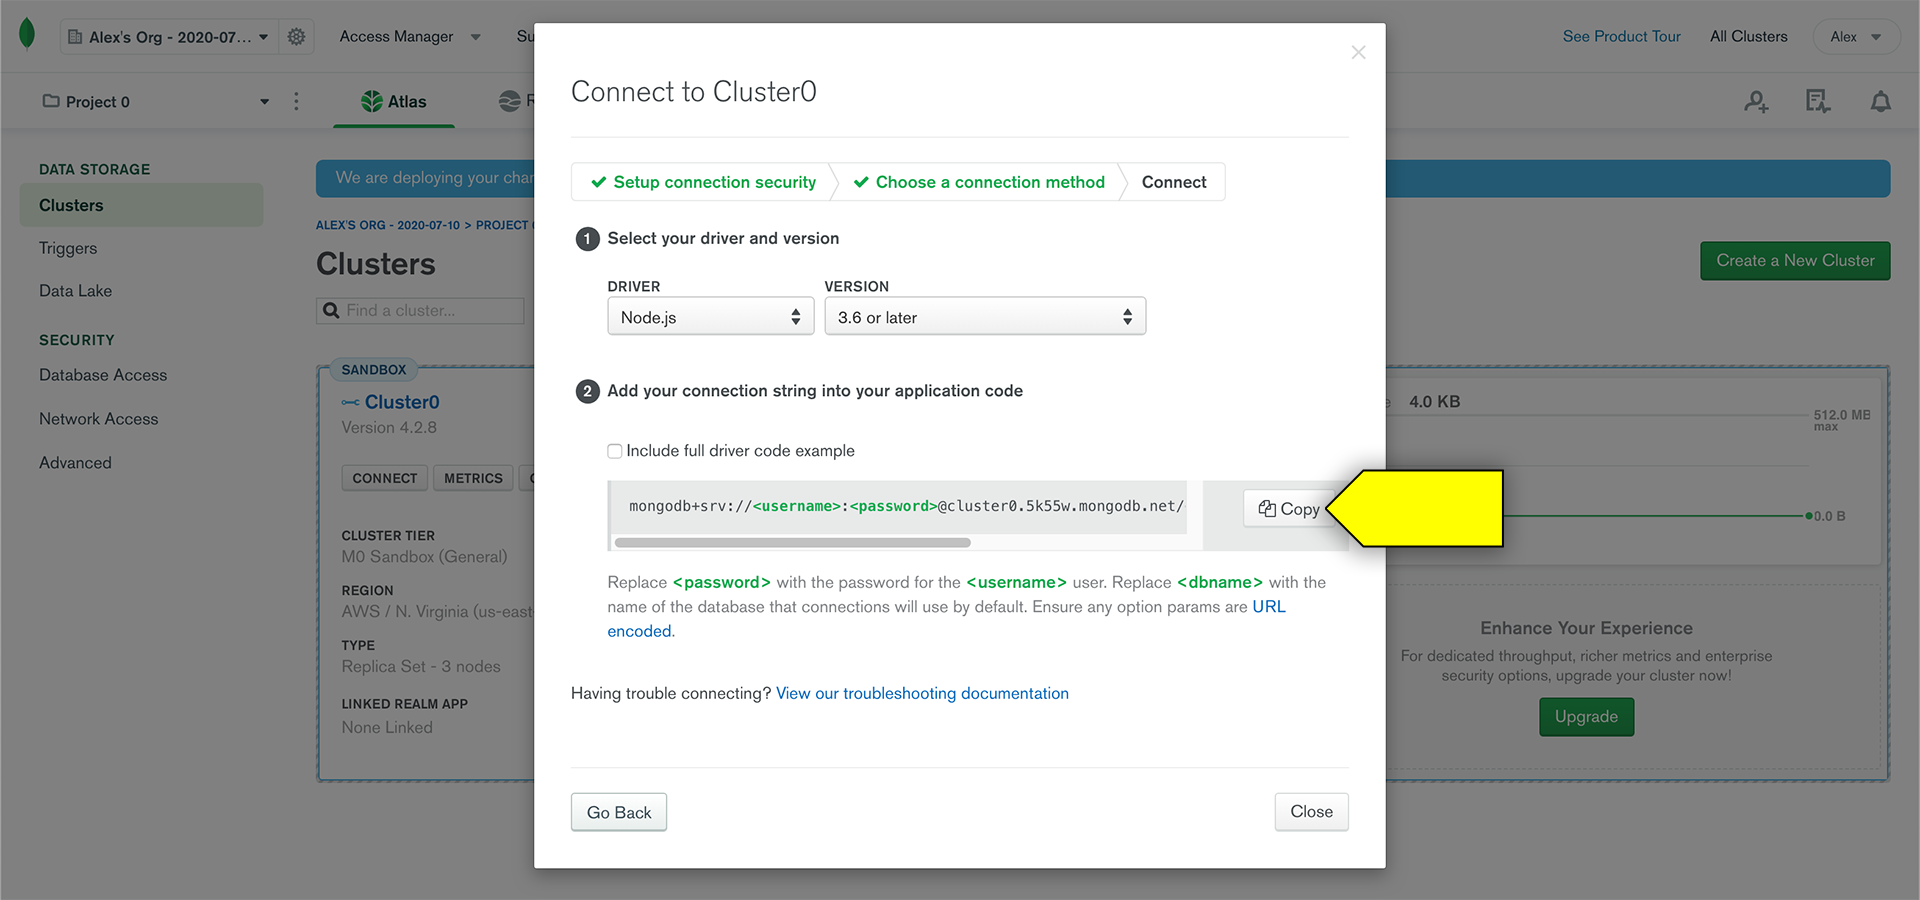 Alex's Org - 2020-07...
Access Manager
Su
See Product Tour
All Clusters
Alex
Project 0
Atlas
R
DATA STORAGE
Clusters
Triggers
Data Lake
SECURITY
Database Access
Network Access
Advanced
We are deploying your chan
ALEX'S ORG - 2020-07-10 > PROJECT 0
Clusters
Find a cluster...
Create a New Cluster
SANDBOX
Cluster0
Version 4.2.8
CONNECT
METRICS
CLUSTER TIER
M0 Sandbox (General)
REGION
AWS / N. Virginia (us-east-
TYPE
Replica Set - 3 nodes
LINKED REALM APP
None Linked
Connect to Cluster0
Setup connection security
Choose a connection method
Connect
1 Select your driver and version
DRIVER
VERSION
Node.js
3.6 or later
2 Add your connection string into your application code
Include full driver code example
mongodb+srv://<username>:<password>@cluster0.5k55w.mongodb.net/
Copy
Replace <password> with the password for the <username> user. Replace <dbname> with the
name of the database that connections will use by default. Ensure any option params are URL
encoded.
Having trouble connecting? View our troubleshooting documentation
Go Back
Close
e 4.0 KB
512.0 MB
max
0.0 B
Enhance Your Experience
For dedicated throughput, richer metrics and enterprise
security options, upgrade your cluster now!
Upgrade